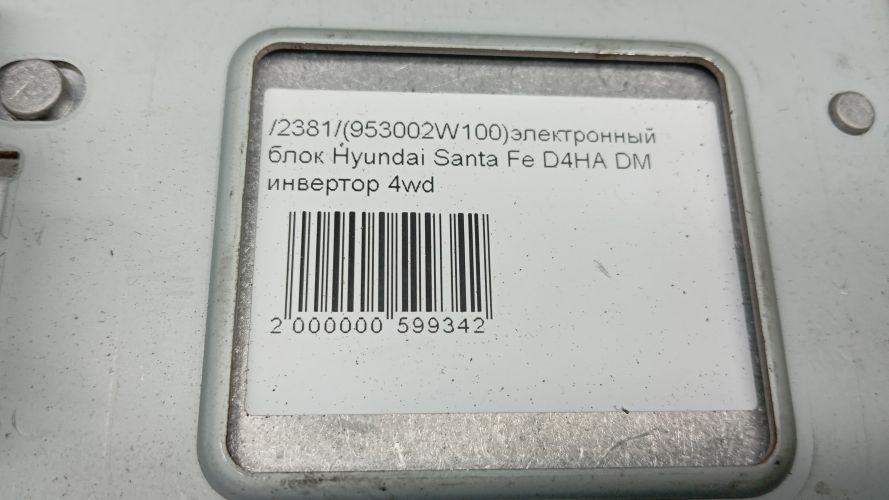 /2381/(953002W100)электронный
блок Hyundai Santa Fe D4HA DM
инвертор 4wd
2 000000 599342